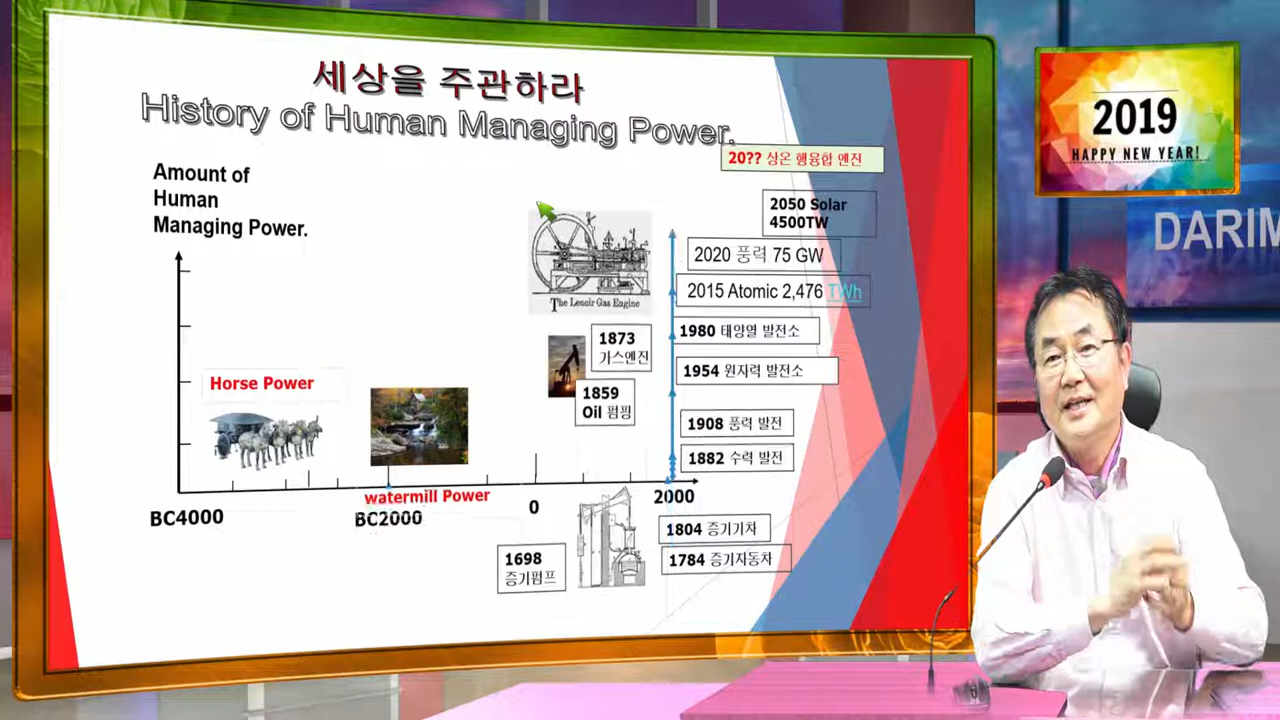 세상을 주관하라
History of Human Managing Power.
Amount of
Human
Managing Power.
20?? 상온 핵융합 엔진
2050 Solar
4500TW
2020 풍력 75 GW
2015 Atomic 2,476 TWh
The Lenoir Gas Engine
1980 태양열 발전소
1873
가스엔진
1954 원자력 발전소
Horse Power
1859
Oil 펌핑
1908 풍력 발전
1882 수력 발전
watermill Power
BC4000
BC2000
0
2000
1804 증기기차
1784 증기자동차
1698
증기펌프
2019
HAPPY NEW YEAR!
DARIM